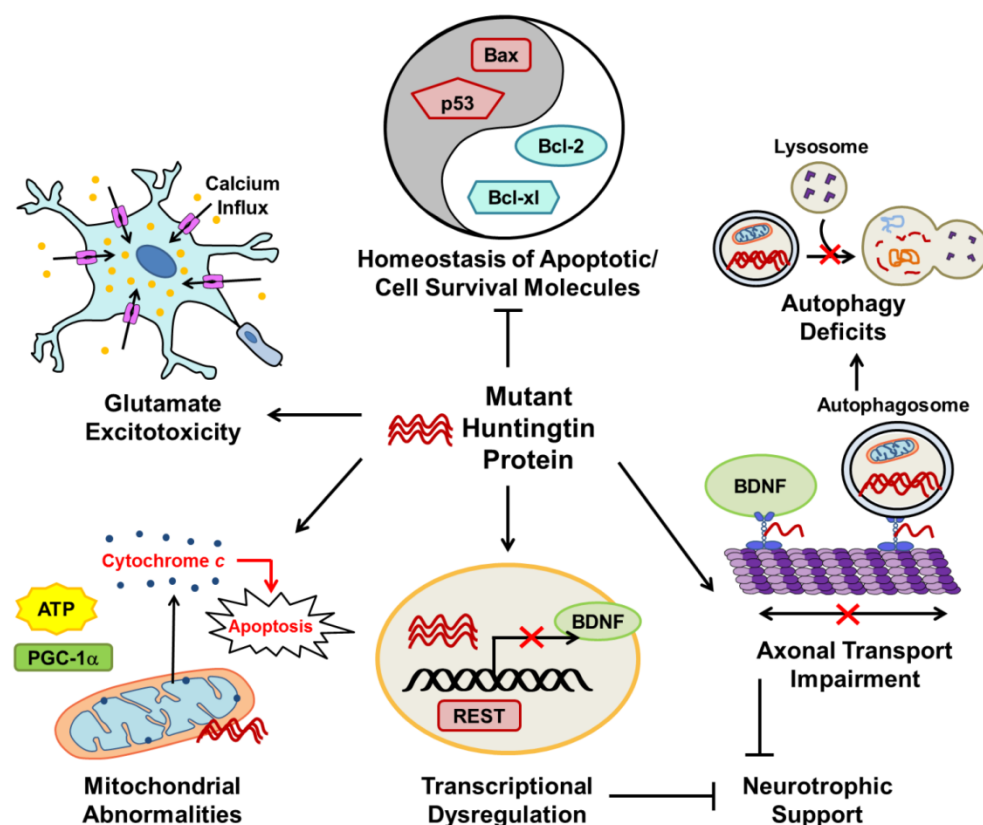 Bax
p53
Bcl-2
Bcl-xl
Homeostasis of Apoptotic/
Cell Survival Molecules
Calcium
Influx
Glutamate
Excitotoxicity
Lysosome
Autophagy
Deficits
Mutant
Huntingtin
Protein
Autophagosome
BDNF
Axonal Transport
Impairment
Cytochrome c
Apoptosis
ATP
PGC-1α
Mitochondrial
Abnormalities
BDNF
REST
Transcriptional
Dysregulation
Neurotrophic
Support